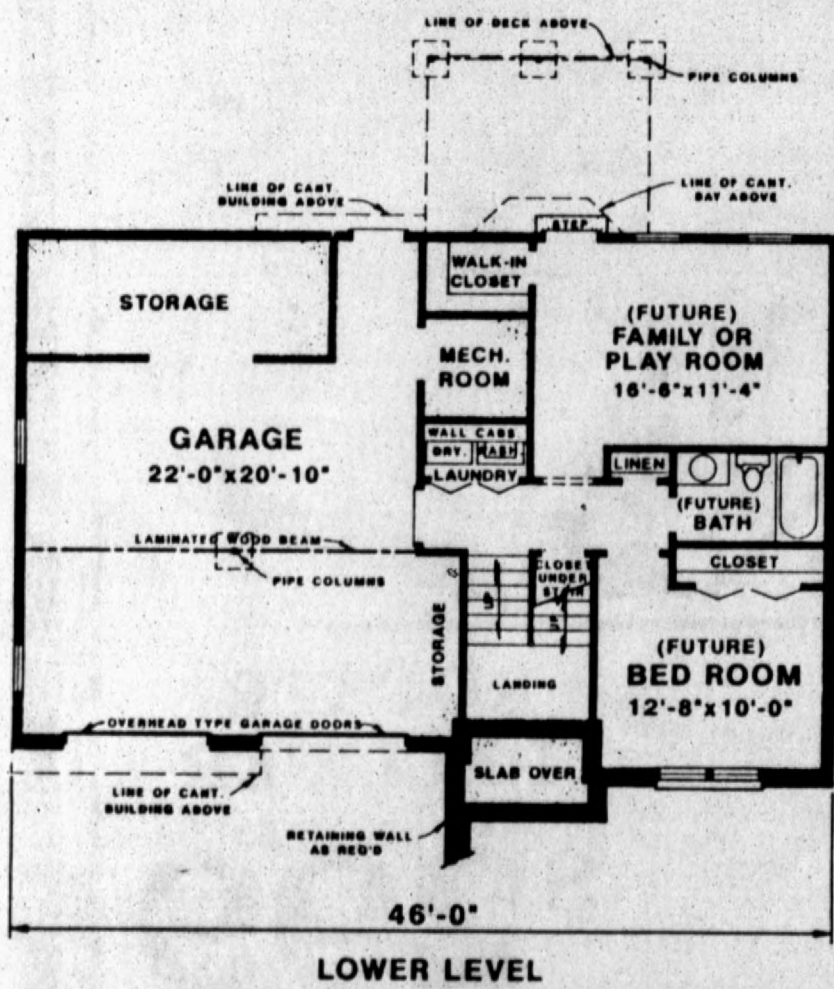 LINE OF DECK ABOVE
PIPE COLUMNS
LINE OF CANT.
BUILDING ABOVE
LINE OF CANT.
BAY ABOVE
STEP
WALK-IN
CLOSET
STORAGE
(FUTURE)
FAMILY OR
PLAY ROOM
16'-6"x11'-4"
MECH.
ROOM
GARAGE
22'-0"x20'-10"
WALL CABS
DRY.
WASH
LAUNDRY
LINEN
(FUTURE)
BATH
LAMINATED WOOD BEAM
PIPE COLUMNS
CLOSET
UNDER
STAIR
CLOSET
UP
UP
STORAGE
LANDING
(FUTURE)
BED ROOM
12'-8"x10'-0"
OVERHEAD TYPE GARAGE DOORS
SLAB OVER
LINE OF CANT.
BUILDING ABOVE
RETAINING WALL
AS REQ'D
46'-0"
LOWER LEVEL